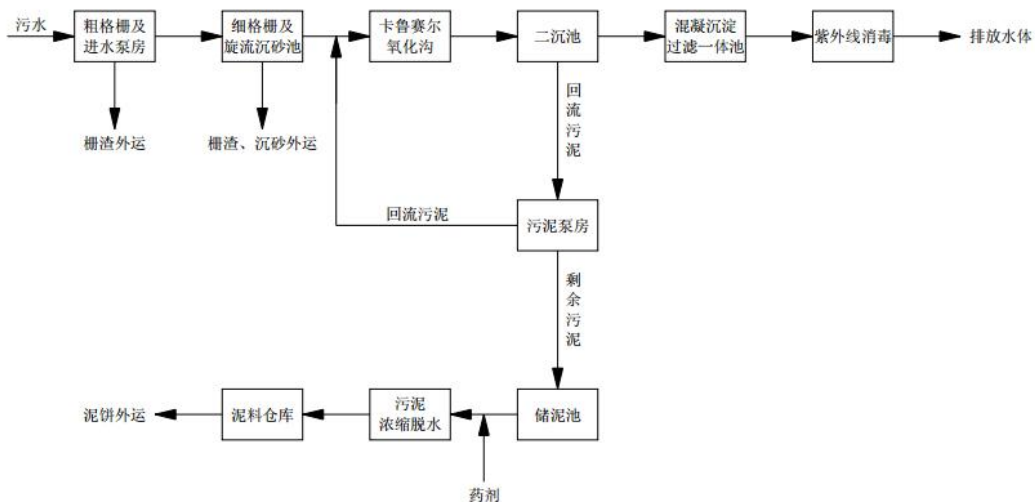 污水
粗格栅及
进水泵房
细格栅及
旋流沉砂池
卡鲁赛尔
氧化沟
二沉池
混凝沉淀
过滤一体池
紫外线消毒
排放水体
栅渣外运
栅渣、沉砂外运
回流污泥
回流污泥
污泥泵房
剩余污泥
泥饼外运
泥料仓库
污泥
浓缩脱水
储泥池
药剂